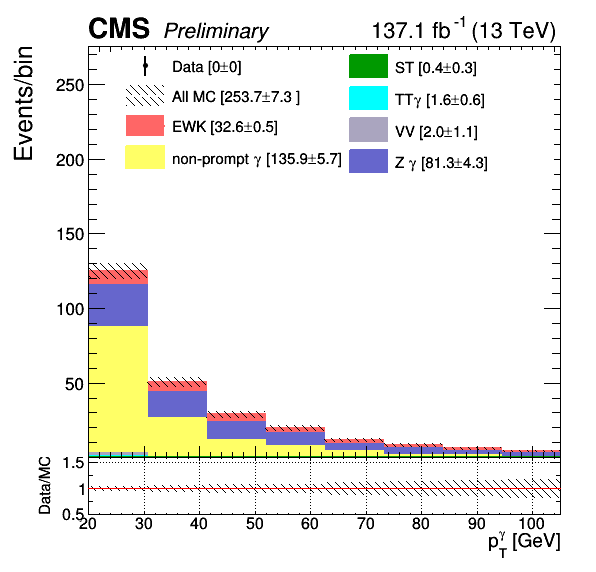 CMS Preliminary 137.1 fb⁻¹ (13 TeV)
Events/bin
Data [0±0]
All MC [253.7±7.3 ]
EWK [32.6±0.5]
non-prompt γ [135.9±5.7]
ST [0.4±0.3]
TTγ [1.6±0.6]
VV [2.0±1.1]
Z γ [81.3±4.3]
250
200
150
100
50
Data/MC
1.5
1
0.5
20 30 40 50 60 70 80 90 100
p_T^γ [GeV]